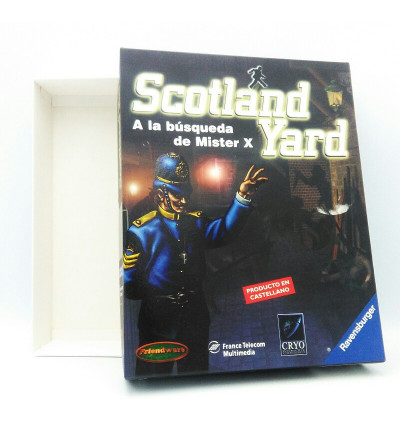 Scotland
Yard
A la búsqueda
de Mister X
PRODUCTO EN
CASTELLANO
Friendware
France Telecom
Multimedia
CRYO
Ravensburger